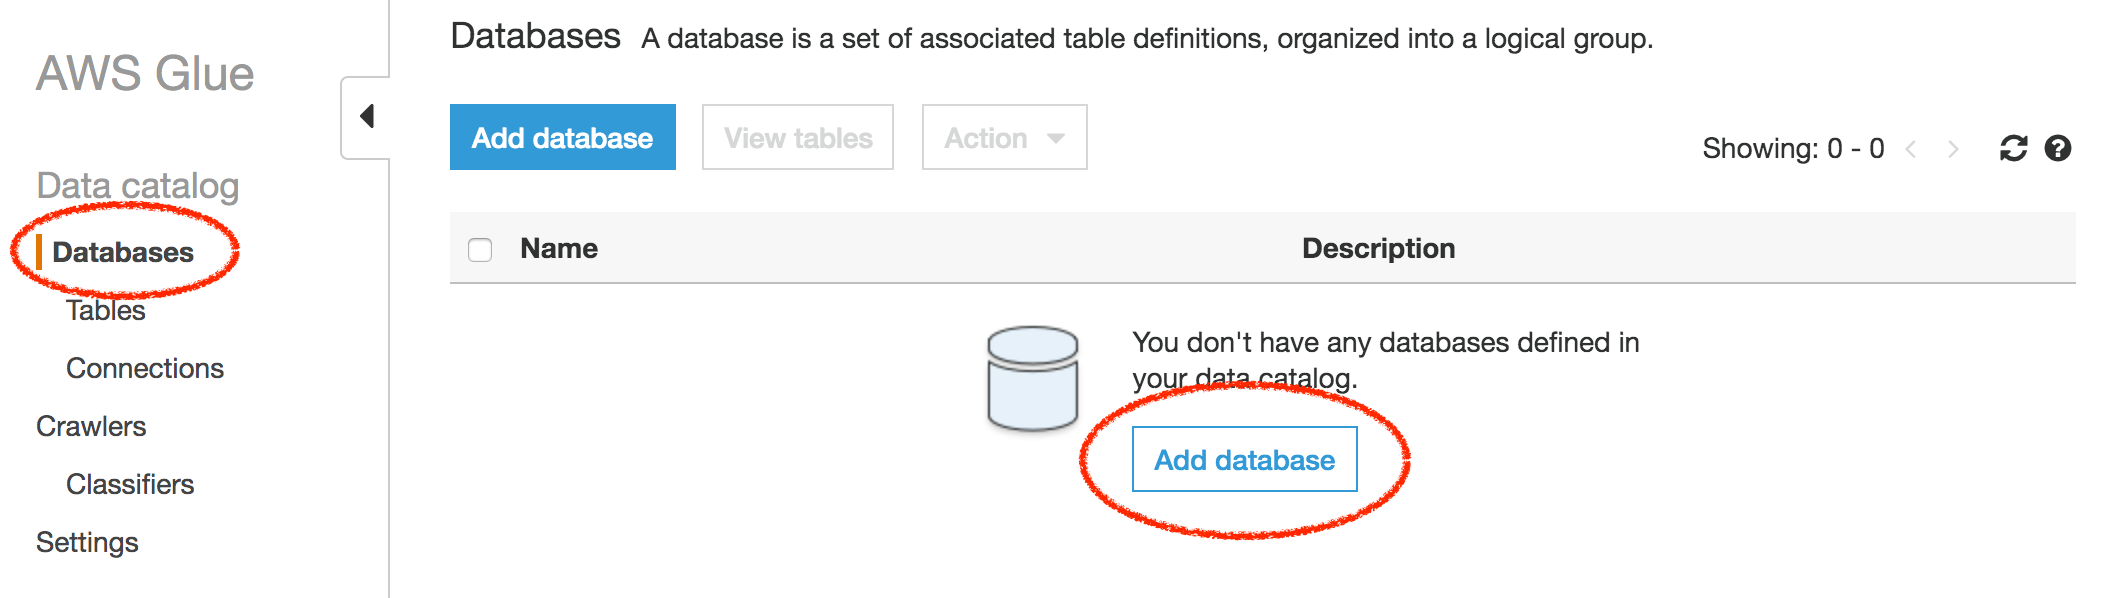 AWS Glue
Data catalog
Databases
Tables
Connections
Crawlers
Classifiers
Settings
Databases A database is a set of associated table definitions, organized into a logical group.
Add database View tables Action
Showing: 0 - 0
Name Description
You don't have any databases defined in
your data catalog.
Add database